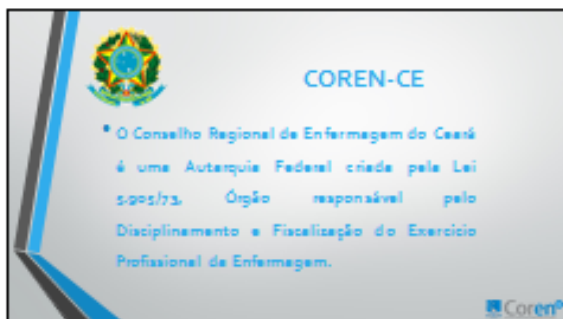 COREN-CE
• O Conselho Regional de Enfermagem do Ceará
é uma Autarquia Federal criada pela Lei
5.905/73, Órgão responsável pelo
Disciplinamento e Fiscalização do Exercício
Profissional de Enfermagem.
Coren